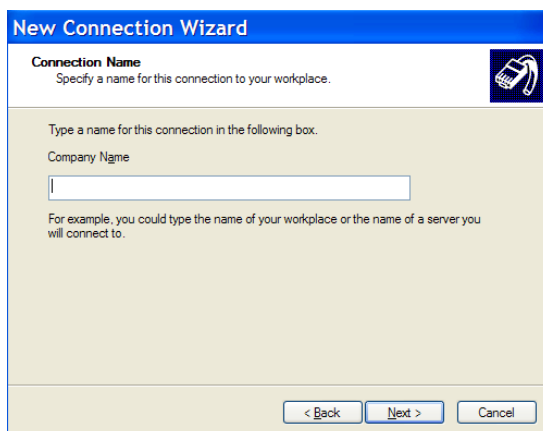 New Connection Wizard
Connection Name
Specify a name for this connection to your workplace.
Type a name for this connection in the following box.
Company Name
For example, you could type the name of your workplace or the name of a server you
will connect to.
< Back Next > Cancel